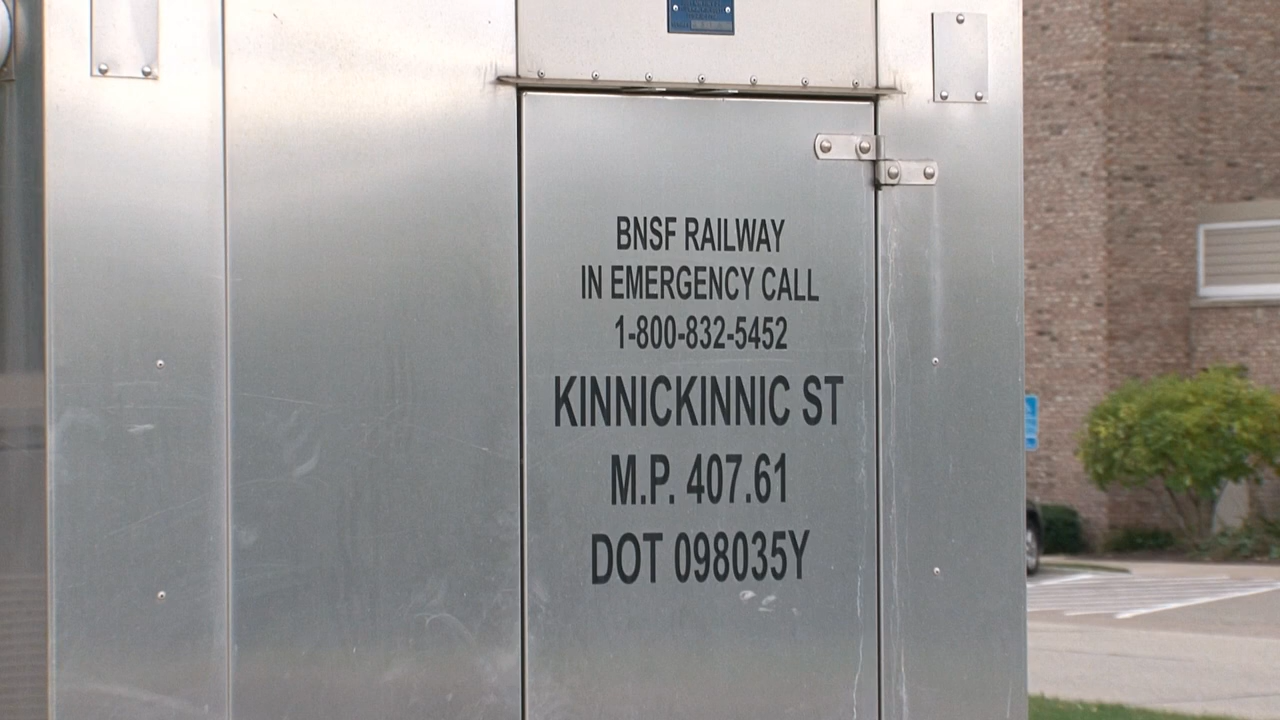 BNSF RAILWAY
IN EMERGENCY CALL
1-800-832-5452
KINNICKINNIC ST
M.P. 407.61
DOT 098035Y